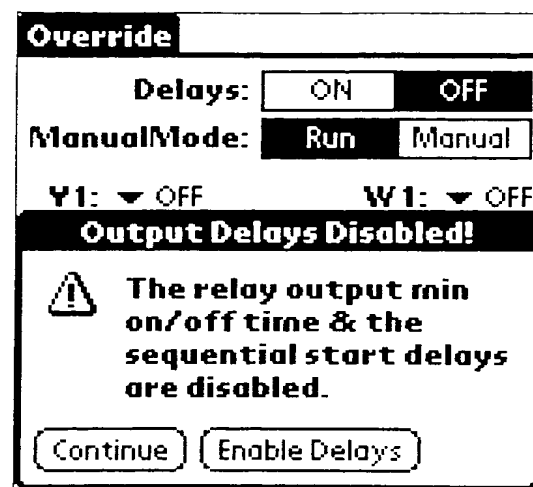 Override
Delays: ON OFF
ManualMode: Run Manual
Y1: OFF W1: OFF
Output Delays Disabled!
The relay output min
on/off time & the
sequential start delays
are disabled.
Continue Enable Delays